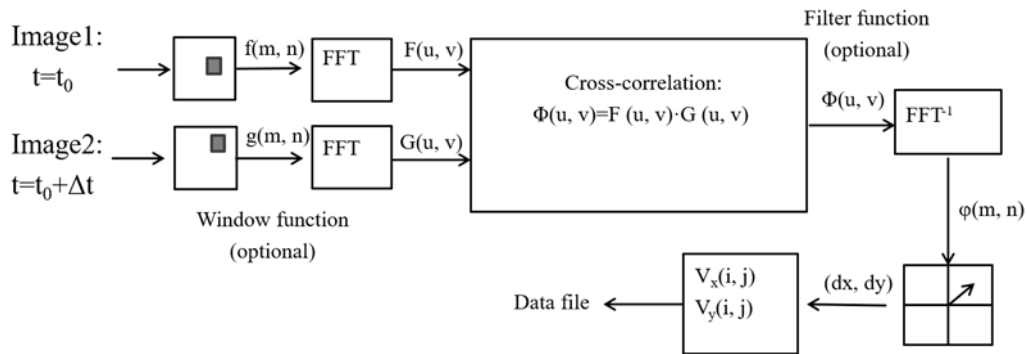 Image1:
t=t₀
f(m, n)
FFT
F(u, v)
Image2:
t=t₀+Δt
g(m, n)
FFT
G(u, v)
Window function
(optional)
Cross-correlation:
Φ(u, v)=F (u, v)·G (u, v)
Filter function
(optional)
Φ(u, v)
FFT⁻¹
φ(m, n)
(dx, dy)
Vₓ(i, j)
V_y(i, j)
Data file